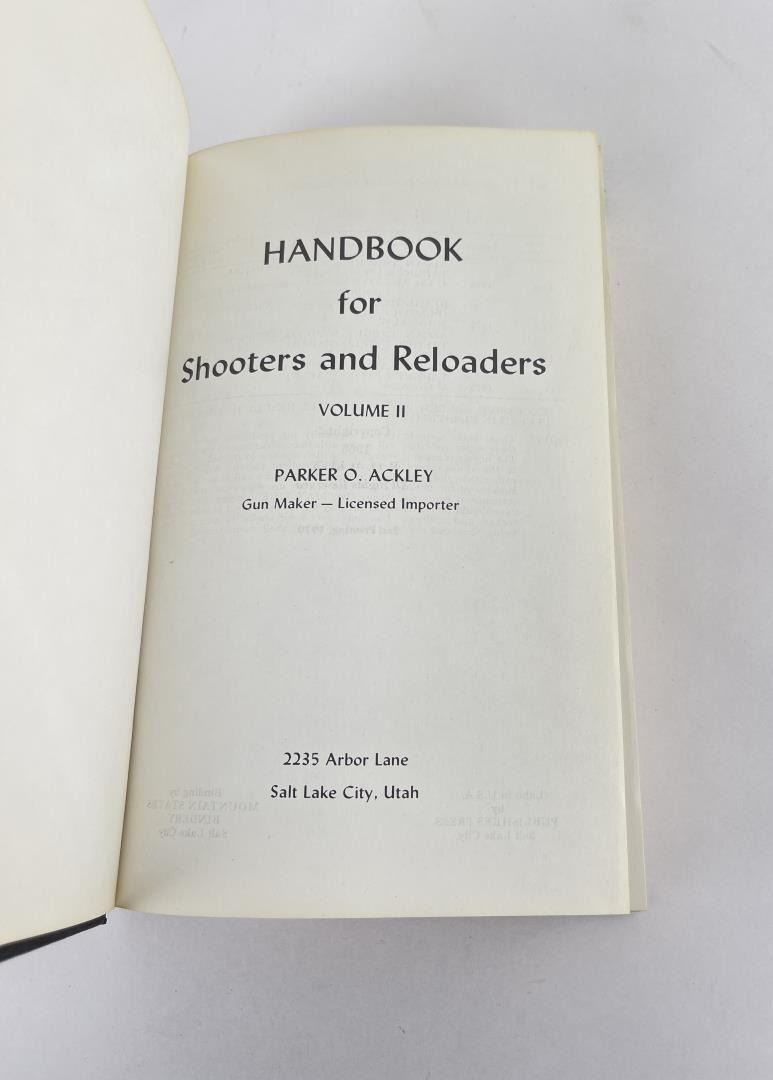 HANDBOOK
for
Shooters and Reloaders
VOLUME II
PARKER O. ACKLEY
Gun Maker — Licensed Importer
2235 Arbor Lane
Salt Lake City, Utah